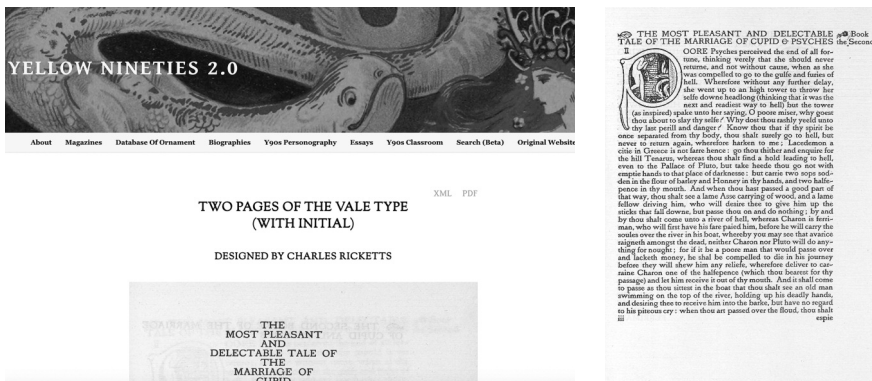 YELLOW NINETIES 2.0
About Magazines Database Of Ornament Biographies Y90s Personography Essays Y90s Classroom Search (Beta) Original Website
XML PDF
TWO PAGES OF THE VALE TYPE
(WITH INITIAL)
DESIGNED BY CHARLES RICKETTS
THE
MOST PLEASANT
AND
DELECTABLE TALE OF
THE
MARRIAGE OF
CUPID
THE MOST PLEASANT AND DELECTABLE Book
TALE OF THE MARRIAGE OF CUPID & PSYCHES the Second
II POORE Psyches perceived the end of all for-
tune, thinking verely that she should never
returne, and not without cause, when as she
was compelled to go to the gulfe and furies of
hell. Wherefore without any further delay,
she went up to an high tower to throw her
selfe downe headlong (thinking that it was the
next and readiest way to hell) but the tower
(as inspired) spake unto her saying, O poore miser, why goest
thou about to slay thy selfe? Why dost thou rashly yeeld unto
thy last perill and danger? Know thou that if thy spirit be
once separated from thy body, thou shalt surely go to hell, but
never to return again, wherefore harken to me; Lacedemon a
citie in Greece is not farre hence: go thou thither and enquire for
the hill Tenarus, whereas thou shalt find a hold leading to hell,
even to the Pallace of Pluto, but take heede thou go not with
emptie hands to that place of darknesse: but carrie two sops sod-
den in the flour of barley and Honney in thy hands, and two halfe-
pence in thy mouth. And when thou hast passed a good part of
that way, thou shalt see a lame Asse carrying of wood, and a lame
fellow driving him, who will desire thee to give him up the
sticks that fall downe, but passe thou on and do nothing; by and
by thou shalt come unto a river of hell, whereas Charon is ferri-
man, who will first have his fare paied him, before he will carry the
soules over the river in his boat, whereby you may see that avarice
raigneth amongst the dead, neither Charon nor Pluto will do any-
thing for nought; for if it be a poore man that would passe over
and lacketh money, he shal be compelled to die in his journey
before they will shew him any reliefe, wherefore deliver to car-
raine Charon one of the halfepence (which thou bearest for thy
passage) and let him receive it out of thy mouth. And it shall come
to passe as thou sittest in the boat that thou shalt see an old man
swimming on the top of the river, holding up his deadly hands,
and desiring thee to receive him into the barke, but have no regard
to his piteous cry: when thou art passed over the floud, thou shalt
iii espie